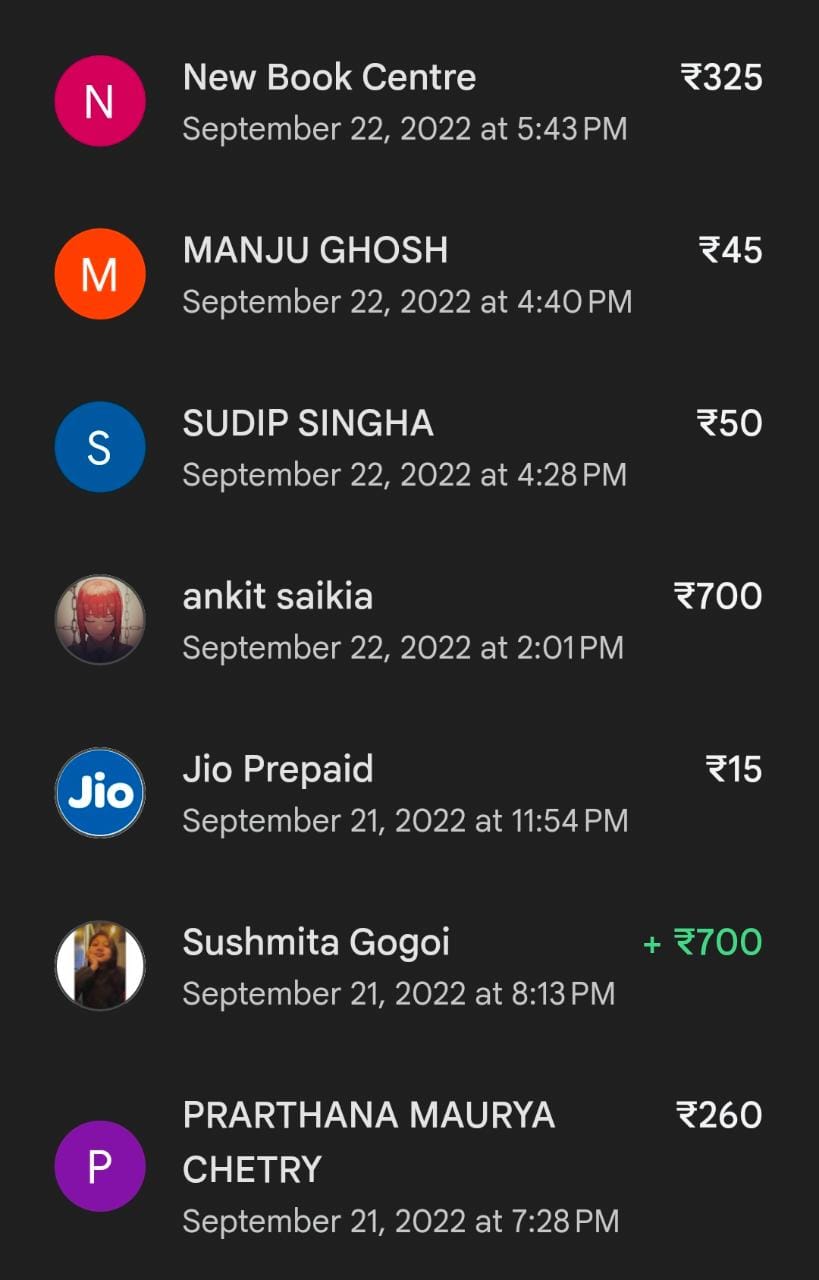 N
New Book Centre
₹325
September 22, 2022 at 5:43 PM
M
MANJU GHOSH
₹45
September 22, 2022 at 4:40 PM
S
SUDIP SINGHA
₹50
September 22, 2022 at 4:28 PM
ankit saikia
₹700
September 22, 2022 at 2:01 PM
Jio
Jio Prepaid
₹15
September 21, 2022 at 11:54 PM
Sushmita Gogoi
+ ₹700
September 21, 2022 at 8:13 PM
P
PRARTHANA MAURYA
₹260
CHETRY
September 21, 2022 at 7:28 PM